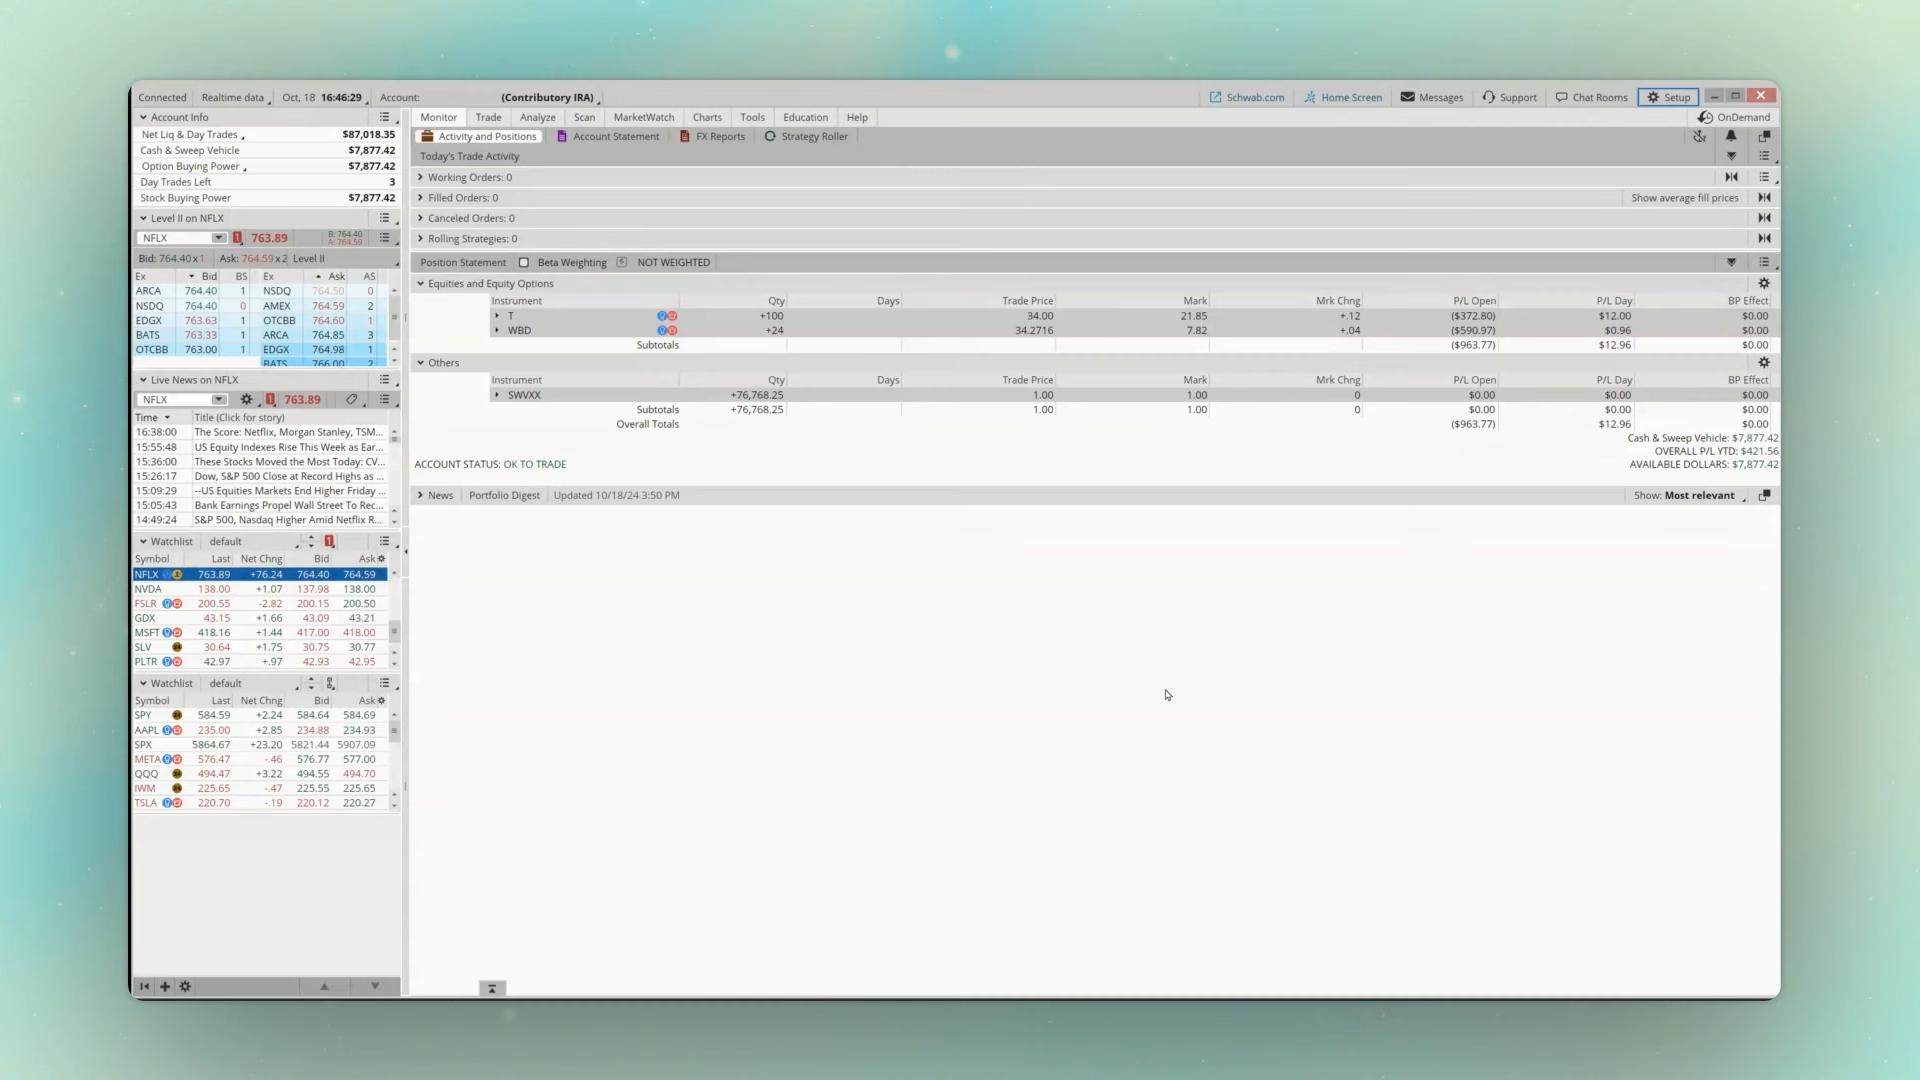 Connected Realtime data Oct, 18 16:46:29 Account: (Contributory IRA) Schwab.com Home Screen Messages Support Chat Rooms Setup
Account Info
Net Liq & Day Trades $87,018.35
Cash & Sweep Vehicle $7,877.42
Option Buying Power $7,877.42
Day Trades Left 3
Stock Buying Power $7,877.42
Level II on NFLX
NFLX 1 763.89 B: 764.40 A: 764.59
Bid: 764.40 x 1 Ask: 764.59 x 2 Level II
Ex Bid BS Ex Ask AS
ARCA 764.40 1 NSDQ 764.50 0
NSDQ 764.40 0 AMEX 764.59 2
EDGX 763.63 1 OTCBB 764.60 1
BATS 763.33 1 ARCA 764.85 3
OTCBB 763.00 1 EDGX 764.98 1
BATS 766.00 2
Live News on NFLX
NFLX 1 763.89
Time Title (Click for story)
16:38:00 The Score: Netflix, Morgan Stanley, TSM...
15:55:48 US Equity Indexes Rise This Week as Ear...
15:36:00 These Stocks Moved the Most Today: CV...
15:26:17 Dow, S&P 500 Close at Record Highs as ...
15:09:29 --US Equities Markets End Higher Friday ...
15:05:43 Bank Earnings Propel Wall Street To Rec...
14:49:24 S&P 500, Nasdaq Higher Amid Netflix R...
Watchlist default 1
Symbol Last Net Chng Bid Ask
NFLX 763.89 +76.24 764.40 764.59
NVDA 138.00 +1.07 137.98 138.00
FSLR 200.55 -2.82 200.15 200.50
GDX 43.15 +1.66 43.09 43.21
MSFT 418.16 +1.44 417.00 418.00
SLV 30.64 +1.75 30.75 30.77
PLTR 42.97 +.97 42.93 42.95
Watchlist default
Symbol Last Net Chng Bid Ask
SPY 584.59 +2.24 584.64 584.69
AAPL 235.00 +2.85 234.88 234.93
SPX 5864.67 +23.20 5821.44 5907.09
META 576.47 -.46 576.77 577.00
QQQ 494.47 +3.22 494.55 494.70
IWM 225.65 -.47 225.55 225.65
TSLA 220.70 -.19 220.12 220.27
Monitor Trade Analyze Scan MarketWatch Charts Tools Education Help OnDemand
Activity and Positions Account Statement FX Reports Strategy Roller
Today's Trade Activity
Working Orders: 0
Filled Orders: 0 Show average fill prices
Canceled Orders: 0
Rolling Strategies: 0
Position Statement Beta Weighting NOT WEIGHTED
Equities and Equity Options
Instrument Qty Days Trade Price Mark Mrk Chng P/L Open P/L Day BP Effect
T +100 34.00 21.85 +.12 ($372.80) $12.00 $0.00
WBD +24 34.2716 7.82 +.04 ($590.97) $0.96 $0.00
Subtotals ($963.77) $12.96 $0.00
Others
Instrument Qty Days Trade Price Mark Mrk Chng P/L Open P/L Day BP Effect
SWVXX +76,768.25 1.00 1.00 0 $0.00 $0.00 $0.00
Subtotals +76,768.25 1.00 1.00 0 $0.00 $0.00 $0.00
Overall Totals ($963.77) $12.96 $0.00
Cash & Sweep Vehicle: $7,877.42
OVERALL P/L YTD: $421.56
ACCOUNT STATUS: OK TO TRADE AVAILABLE DOLLARS: $7,877.42
News Portfolio Digest Updated 10/18/24 3:50 PM Show: Most relevant